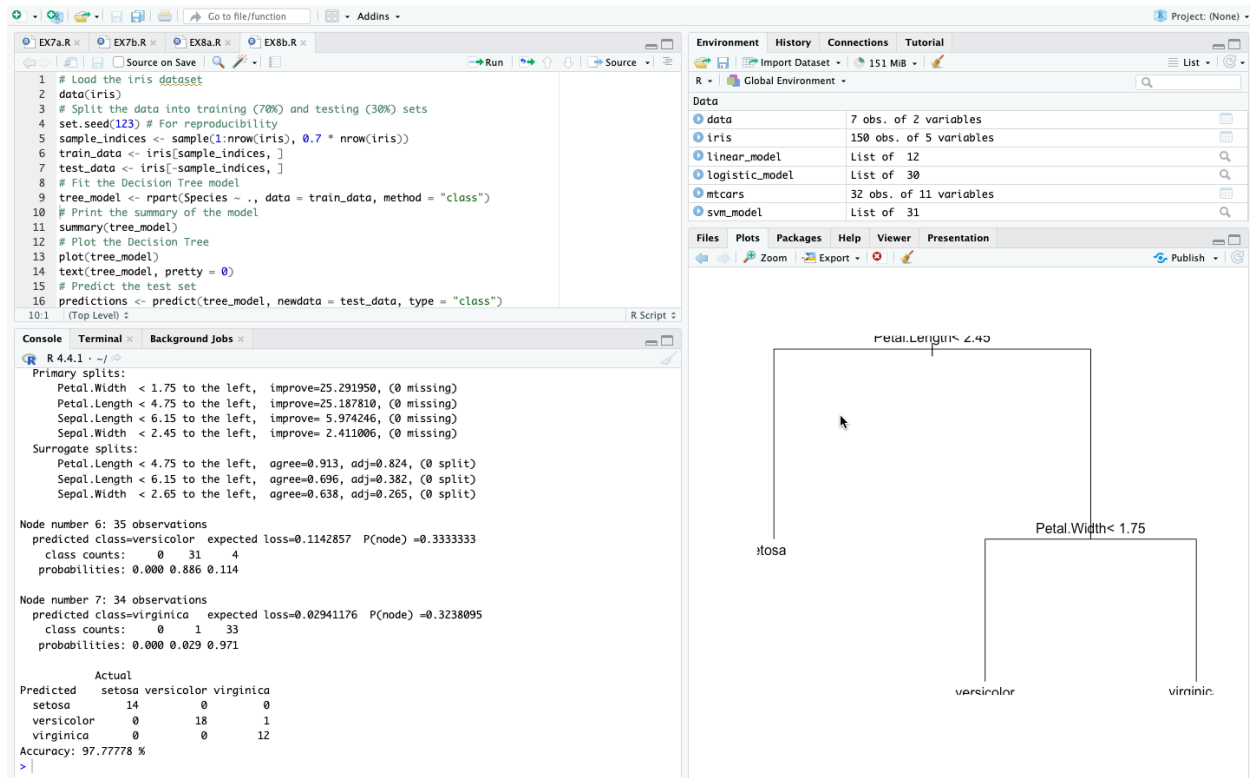 Go to file/function
Addins
Project: (None)
EX7a.R
EX7b.R
EX8a.R
EX8b.R
Source on Save
Run
Source
1 # Load the iris dataset
2 data(iris)
3 # Split the data into training (70%) and testing (30%) sets
4 set.seed(123) # For reproducibility
5 sample_indices <- sample(1:nrow(iris), 0.7 * nrow(iris))
6 train_data <- iris[sample_indices, ]
7 test_data <- iris[-sample_indices, ]
8 # Fit the Decision Tree model
9 tree_model <- rpart(Species ~ ., data = train_data, method = "class")
10 # Print the summary of the model
11 summary(tree_model)
12 # Plot the Decision Tree
13 plot(tree_model)
14 text(tree_model, pretty = 0)
15 # Predict the test set
16 predictions <- predict(tree_model, newdata = test_data, type = "class")
10:1 (Top Level) R Script
Console Terminal Background Jobs
R R 4.4.1 · ~/
Primary splits:
Petal.Width < 1.75 to the left, improve=25.291950, (0 missing)
Petal.Length < 4.75 to the left, improve=25.187810, (0 missing)
Sepal.Length < 6.15 to the left, improve= 5.974246, (0 missing)
Sepal.Width < 2.45 to the left, improve= 2.411006, (0 missing)
Surrogate splits:
Petal.Length < 4.75 to the left, agree=0.913, adj=0.824, (0 split)
Sepal.Length < 6.15 to the left, agree=0.696, adj=0.382, (0 split)
Sepal.Width < 2.65 to the left, agree=0.638, adj=0.265, (0 split)
Node number 6: 35 observations
predicted class=versicolor expected loss=0.1142857 P(node) =0.3333333
class counts: 0 31 4
probabilities: 0.000 0.886 0.114
Node number 7: 34 observations
predicted class=virginica expected loss=0.02941176 P(node) =0.3238095
class counts: 0 1 33
probabilities: 0.000 0.029 0.971
Actual
Predicted setosa versicolor virginica
setosa 14 0 0
versicolor 0 18 1
virginica 0 0 12
Accuracy: 97.77778 %
>
Environment History Connections Tutorial
Import Dataset 151 MiB List
R Global Environment
Data
data 7 obs. of 2 variables
iris 150 obs. of 5 variables
linear_model List of 12
logistic_model List of 30
mtcars 32 obs. of 11 variables
svm_model List of 31
Files Plots Packages Help Viewer Presentation
Zoom Export Publish
Petal.Length< 2.45
etosa
Petal.Width< 1.75
versicolor
virginic